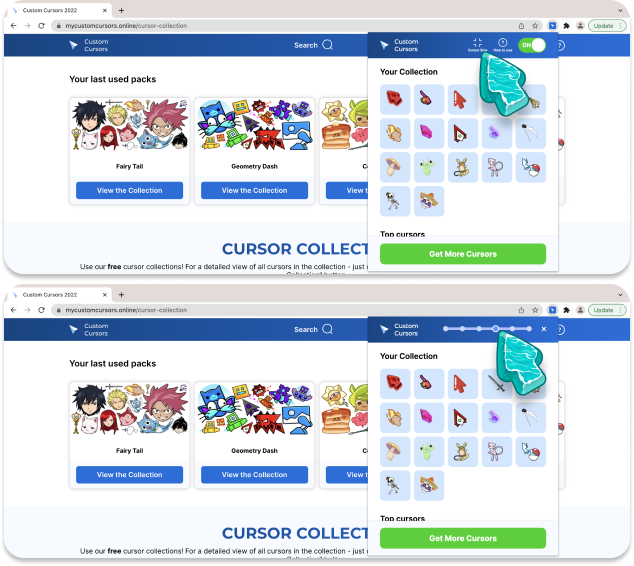 Custom Cursors 2022
mycustomcursors.online/cursor-collection
Update
Custom
Cursors
Search
Your last used packs
Fairy Tail
View the Collection
Geometry Dash
View the Collection
View t
CURSOR COLLECT
Use our free cursor collections! For a detailed view of all cursors in the collection - just
Custom
Cursors
Cursor Size
How to use
ON
Your Collection
Top cursors
Get More Cursors
Custom Cursors 2022
mycustomcursors.online/cursor-collection
Update
Custom
Cursors
Search
Your last used packs
Fairy Tail
View the Collection
Geometry Dash
View the Collection
View t
CURSOR COLLECT
Use our free cursor collections! For a detailed view of all cursors in the collection - just
Custom
Cursors
Your Collection
Top cursors
Get More Cursors